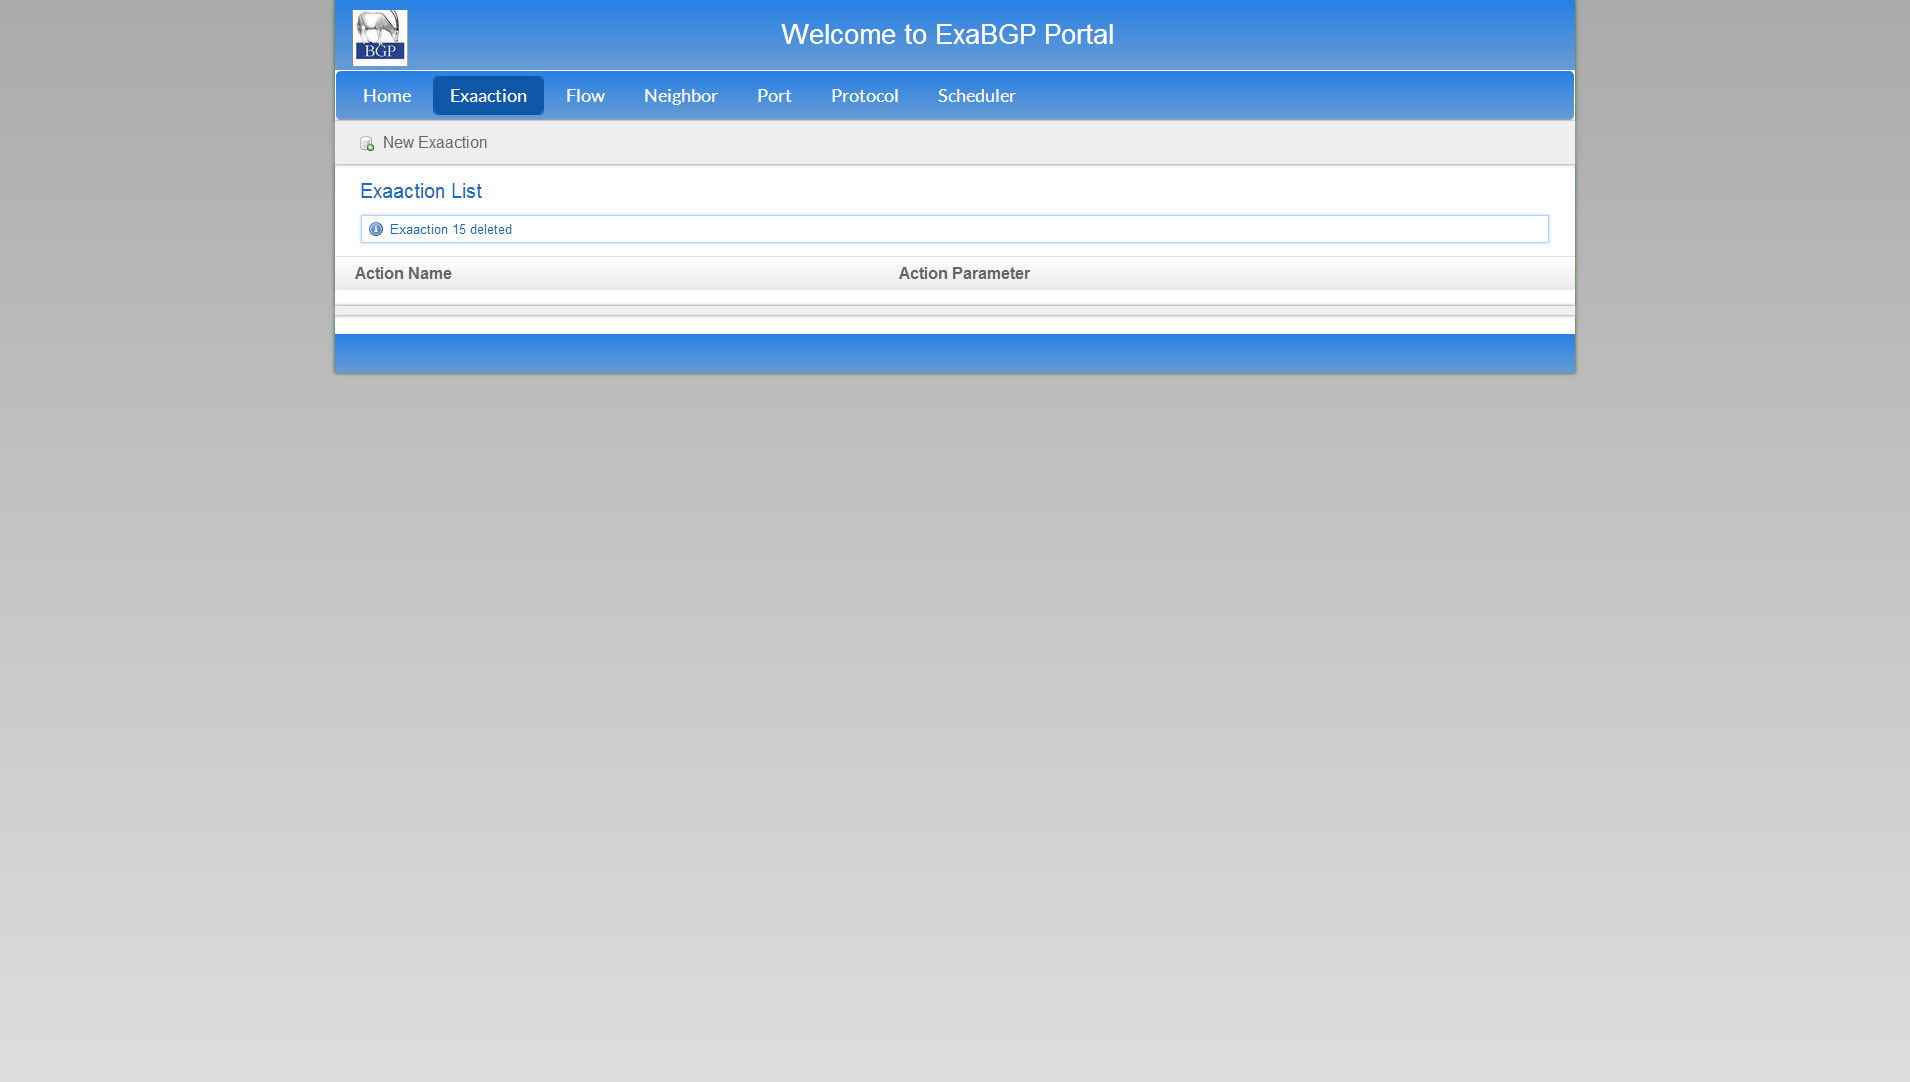 BGP
Welcome to ExaBGP Portal
Home Exaaction Flow Neighbor Port Protocol Scheduler
New Exaaction
Exaaction List
Exaaction 15 deleted
Action Name Action Parameter